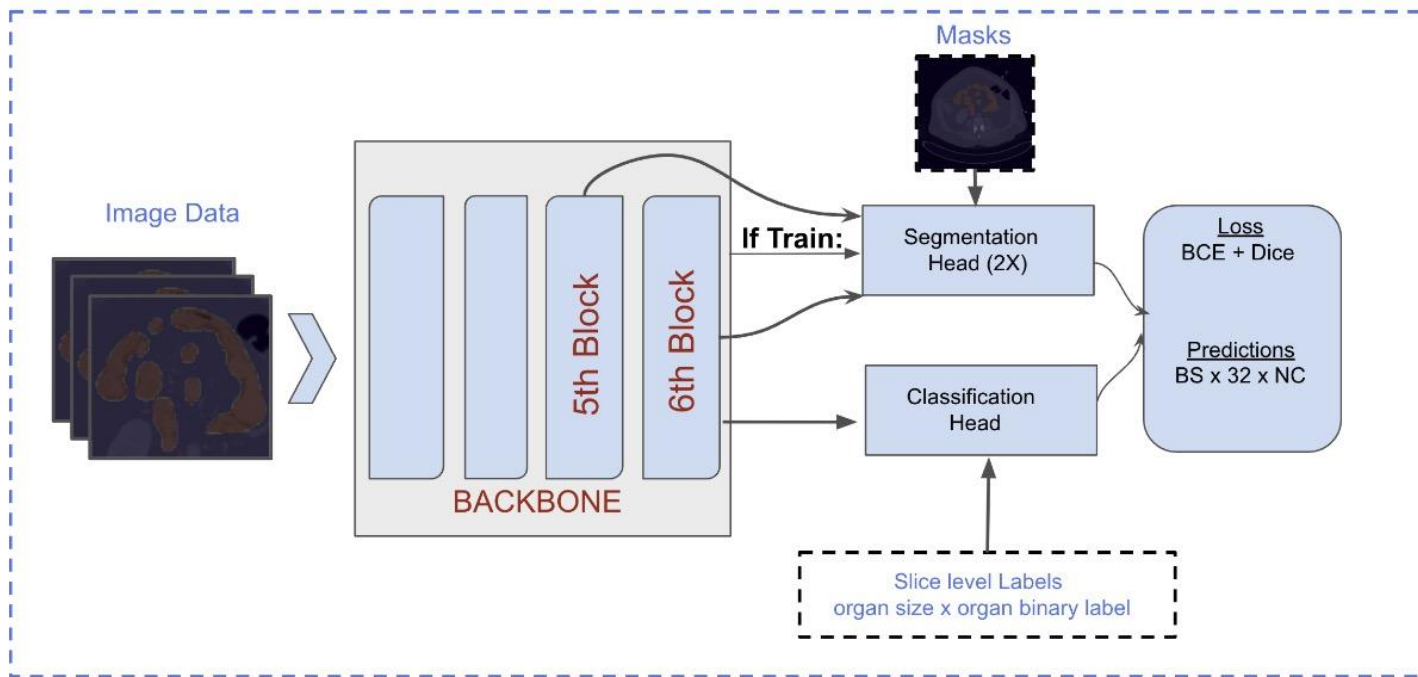 Masks
Image Data
If Train:
Segmentation
Head (2X)
Loss
BCE + Dice
5th Block
6th Block
Predictions
BS x 32 x NC
Classification
Head
BACKBONE
Slice level Labels
organ size x organ binary label